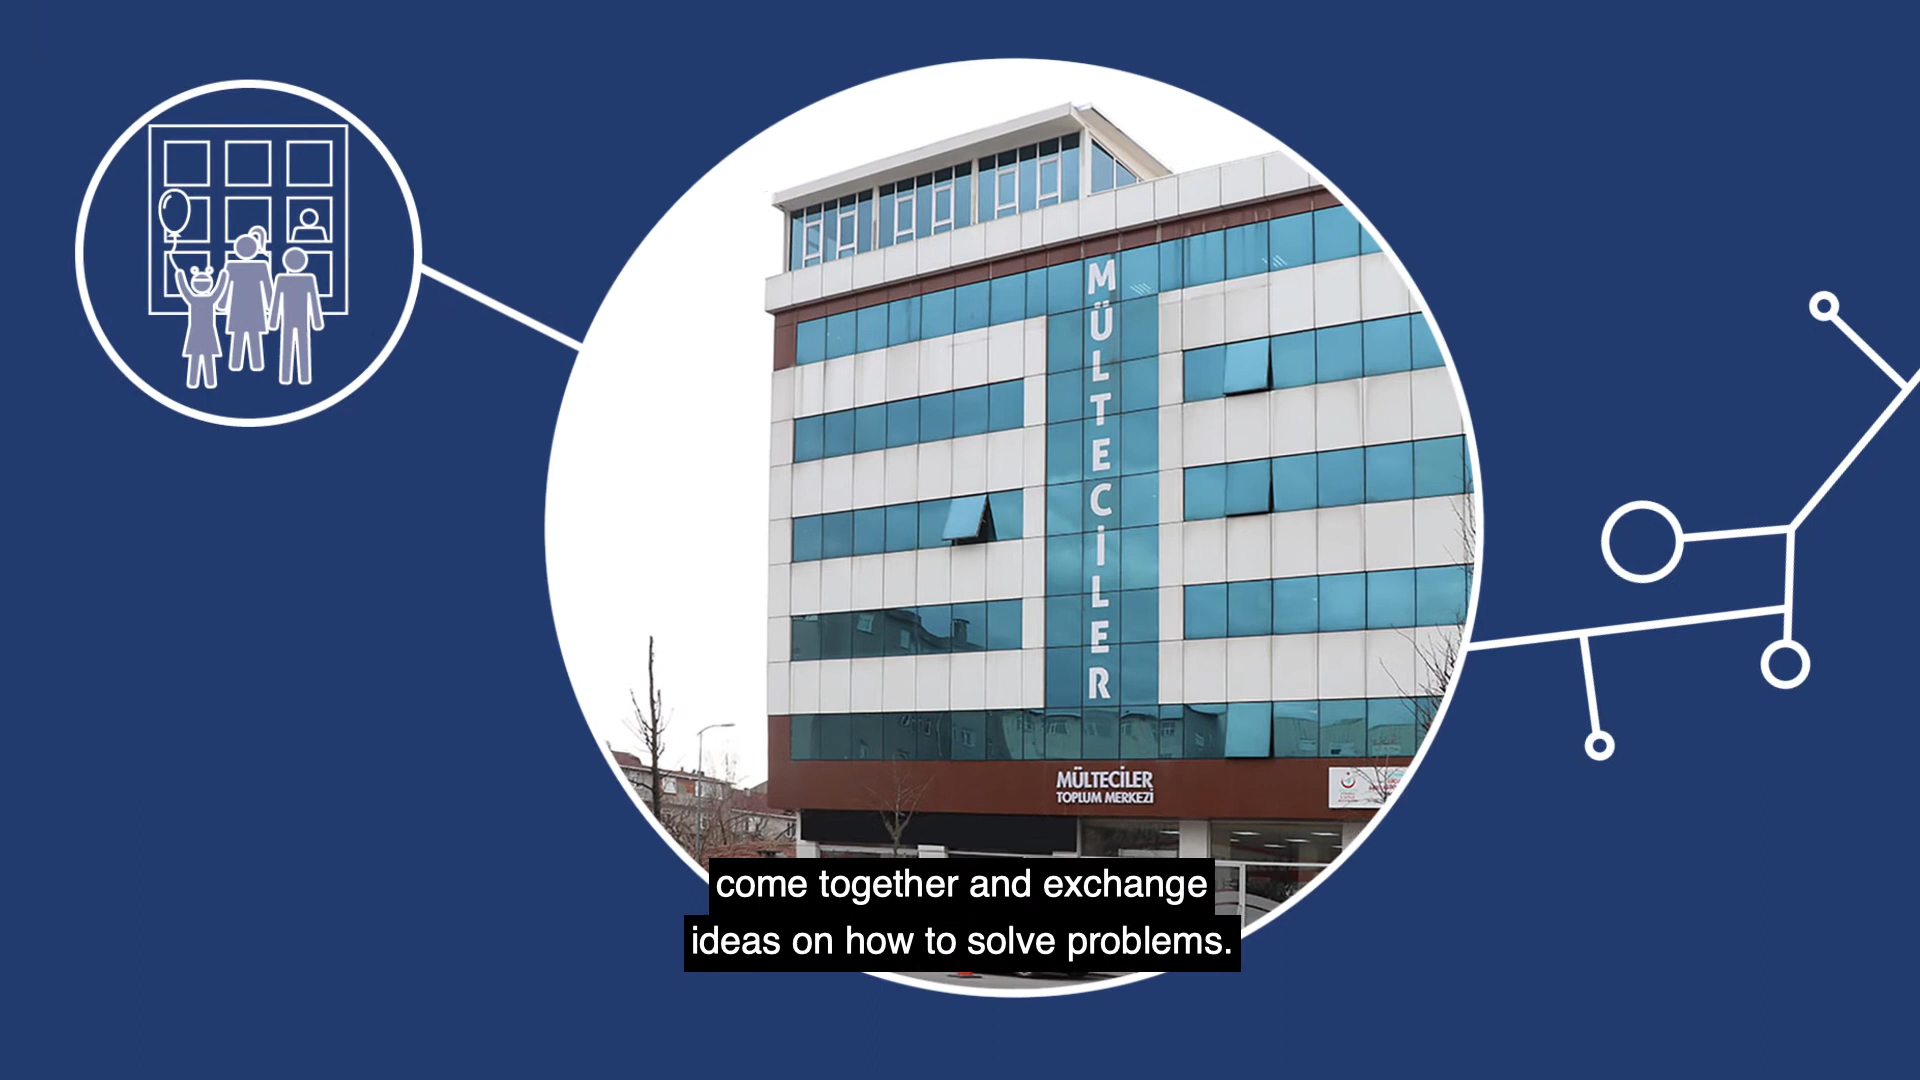 MÜLTECİLER
MÜLTECİLER
TOPLUM MERKEZİ
come together and exchange
ideas on how to solve problems.